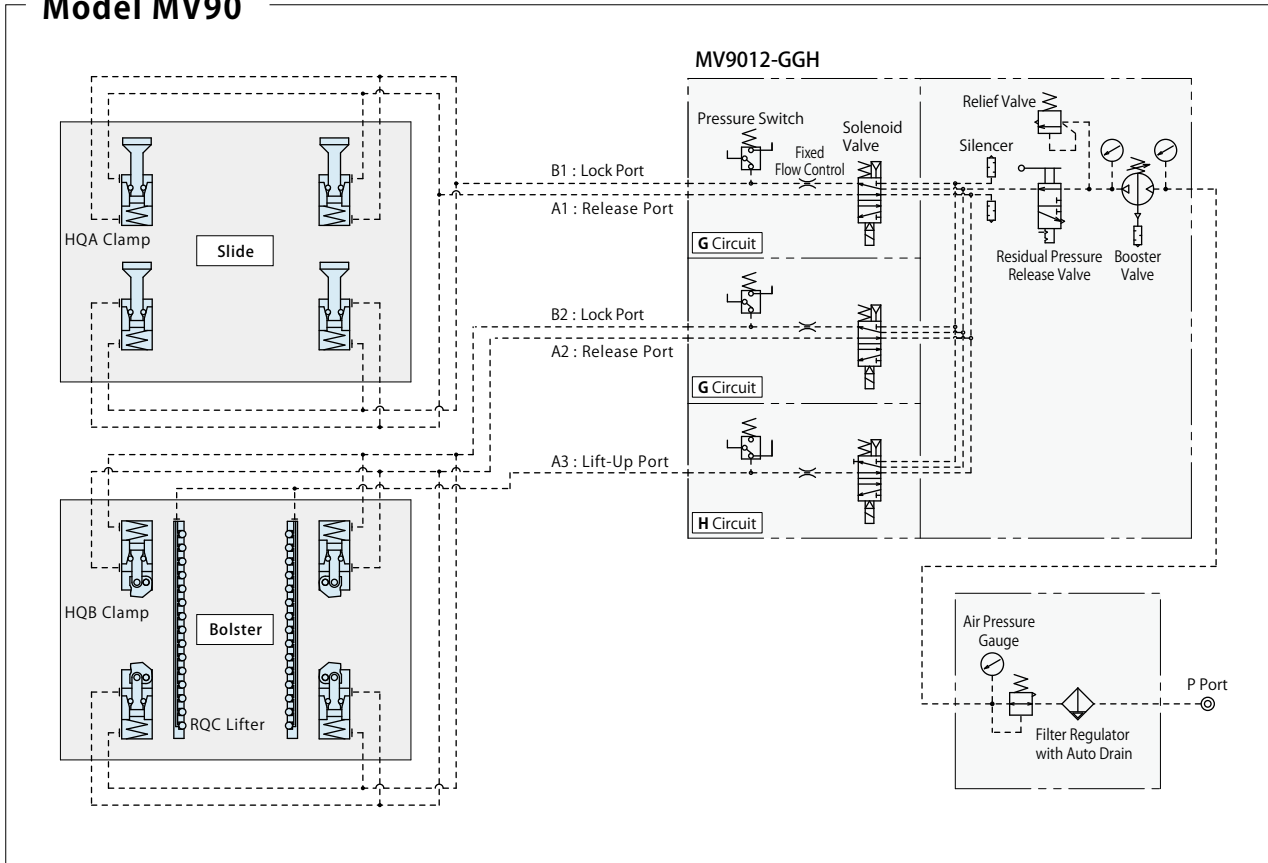 Model MV90
MV9012-GGH
Pressure Switch
Fixed
Flow Control
Solenoid
Valve
Relief Valve
Silencer
Residual Pressure
Release Valve
Booster
Valve
B1 : Lock Port
A1 : Release Port
G Circuit
HQA Clamp
Slide
B2 : Lock Port
A2 : Release Port
G Circuit
A3 : Lift-Up Port
H Circuit
HQB Clamp
Bolster
RQC Lifter
Air Pressure
Gauge
P Port
Filter Regulator
with Auto Drain